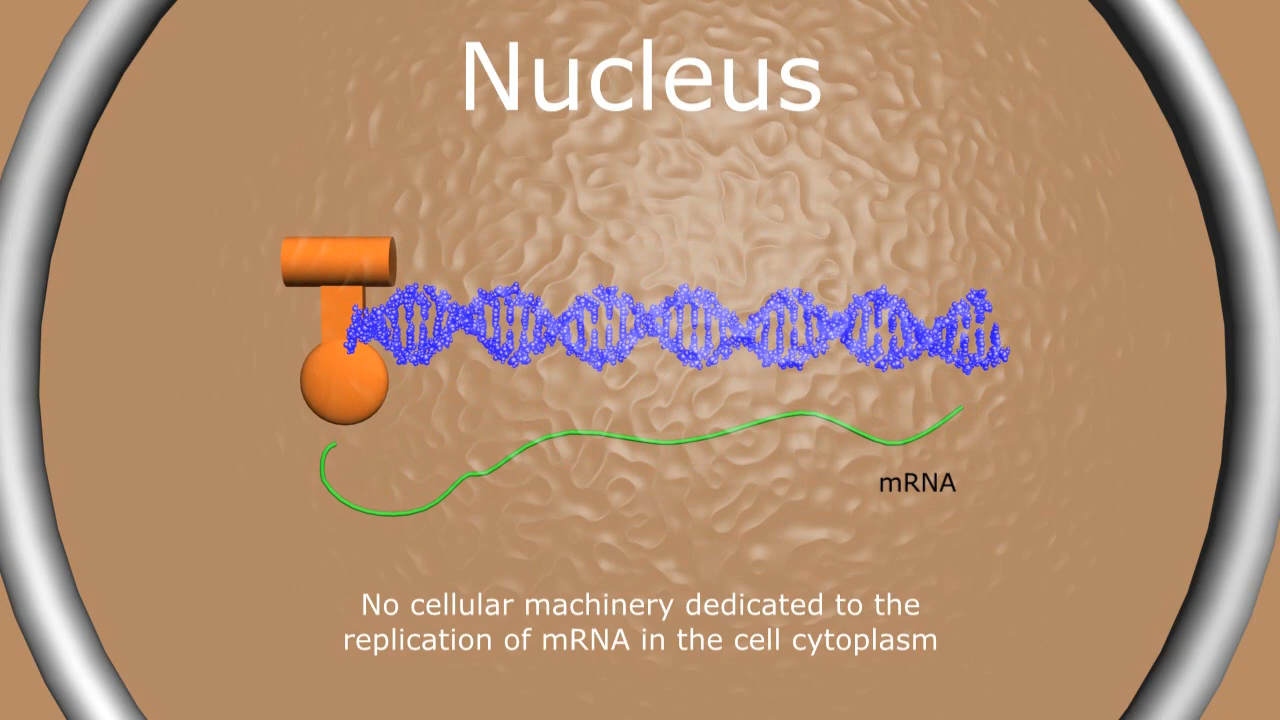 Nucleus
mRNA
No cellular machinery dedicated to the
replication of mRNA in the cell cytoplasm